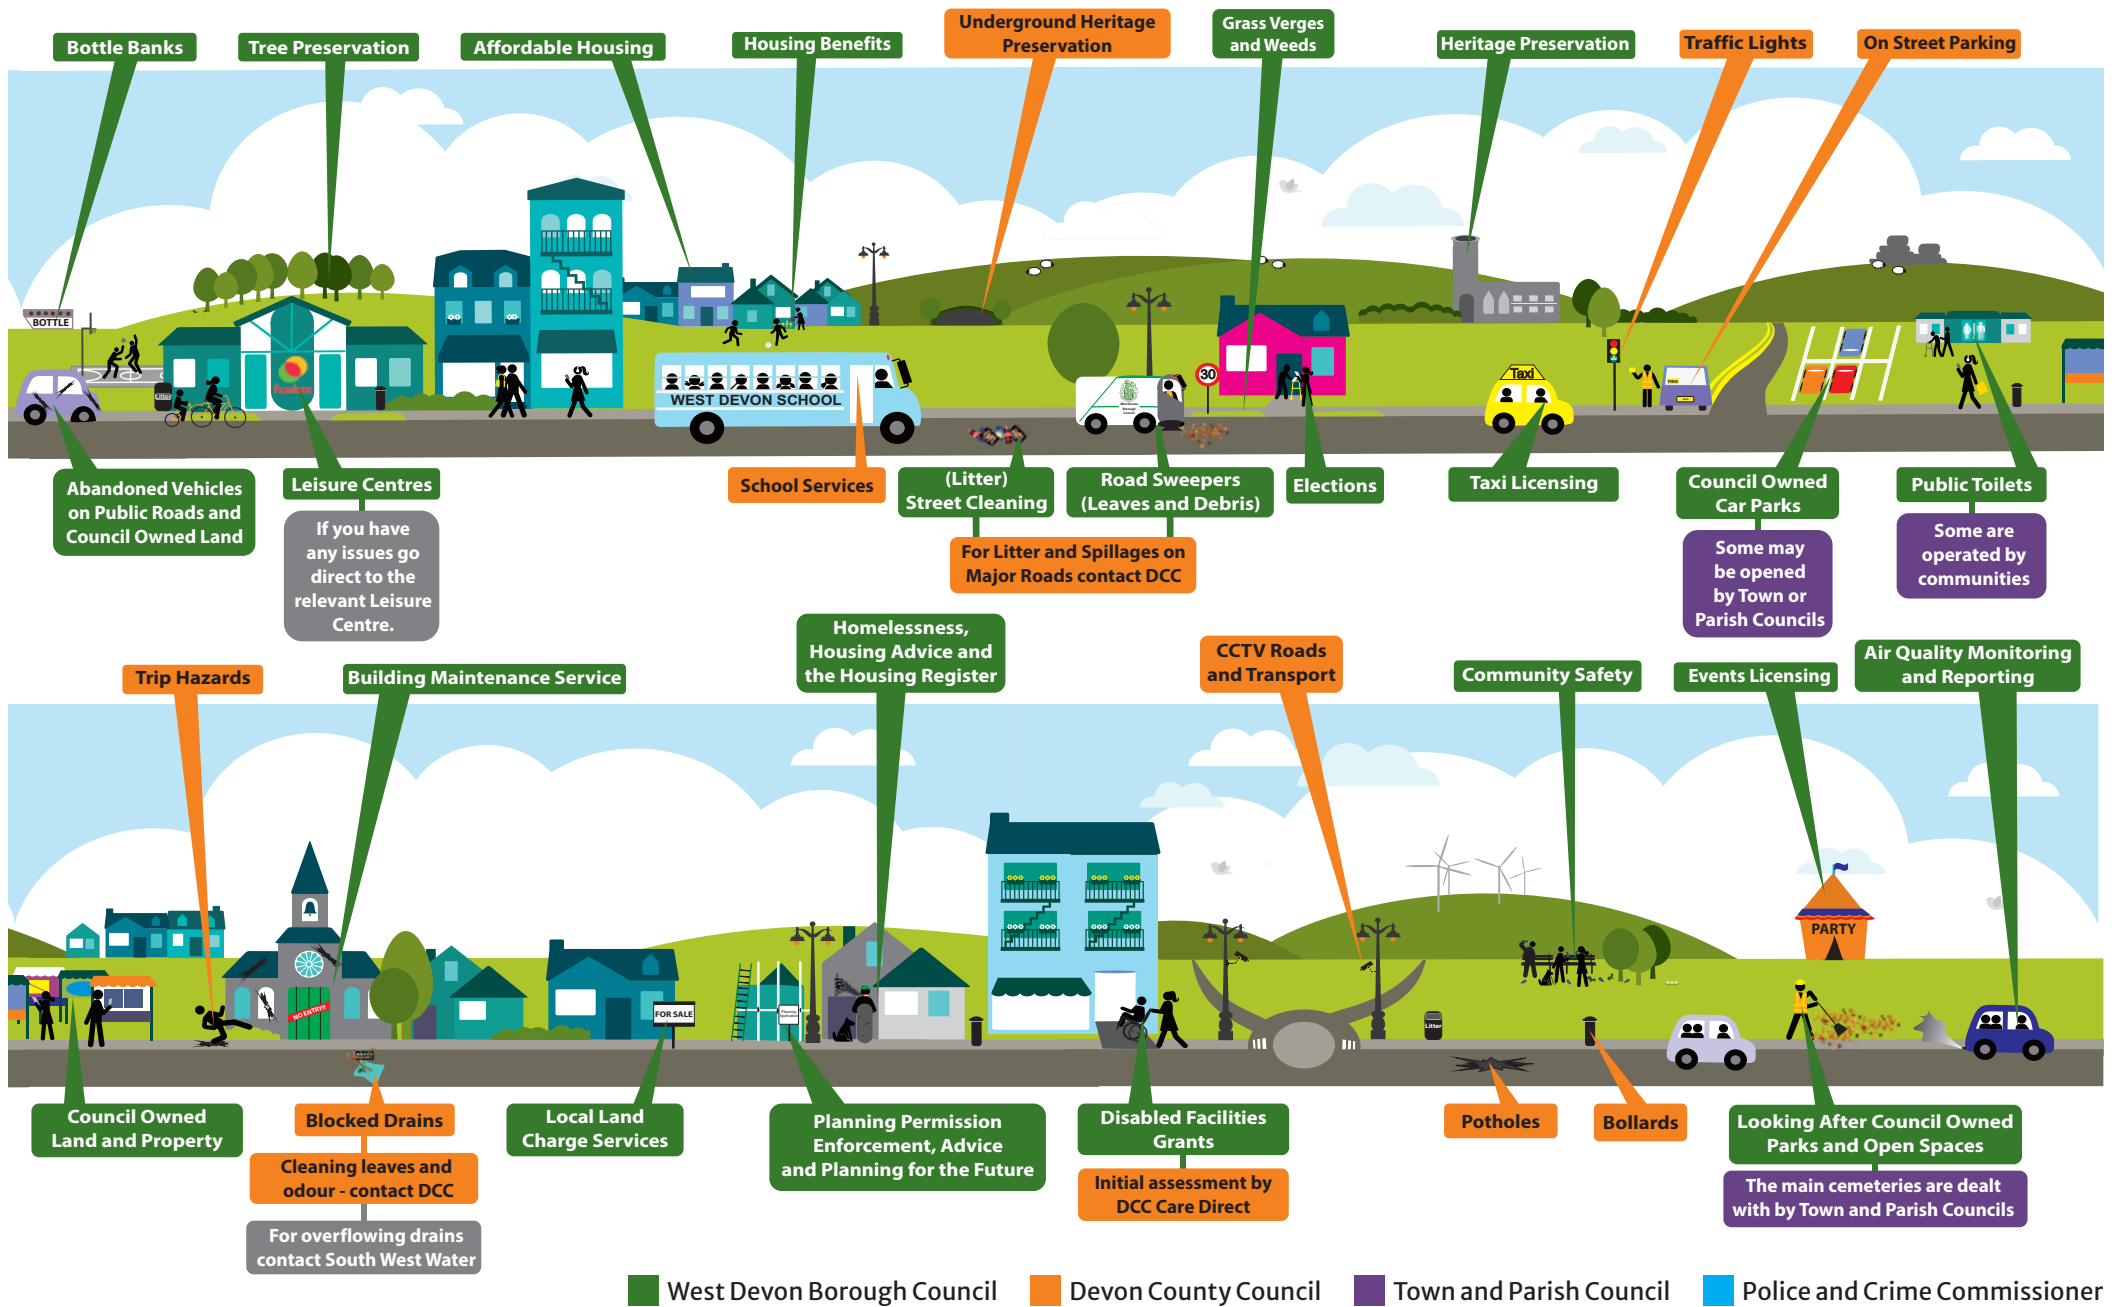 Bottle Banks
Tree Preservation
Affordable Housing
Housing Benefits
Underground Heritage
Preservation
Grass Verges
and Weeds
Heritage Preservation
Traffic Lights
On Street Parking
BOTTLE
fusion
WEST DEVON SCHOOL
30
Taxi
Abandoned Vehicles
on Public Roads and
Council Owned Land
Leisure Centres
If you have
any issues go
direct to the
relevant Leisure
Centre.
School Services
(Litter)
Street Cleaning
Road Sweepers
(Leaves and Debris)
For Litter and Spillages on
Major Roads contact DCC
Elections
Taxi Licensing
Council Owned
Car Parks
Some may
be opened
by Town or
Parish Councils
Public Toilets
Some are
operated by
communities
Trip Hazards
Building Maintenance Service
Homelessness,
Housing Advice and
the Housing Register
CCTV Roads
and Transport
Community Safety
Events Licensing
Air Quality Monitoring
and Reporting
PARTY
NO ENTRY!!
FOR SALE
Planning
Application
Litter
Council Owned
Land and Property
Blocked Drains
Cleaning leaves and
odour - contact DCC
For overflowing drains
contact South West Water
Local Land
Charge Services
Planning Permission
Enforcement, Advice
and Planning for the Future
Disabled Facilities
Grants
Initial assessment by
DCC Care Direct
Potholes
Bollards
Looking After Council Owned
Parks and Open Spaces
The main cemeteries are dealt
with by Town and Parish Councils
West Devon Borough Council
Devon County Council
Town and Parish Council
Police and Crime Commissioner